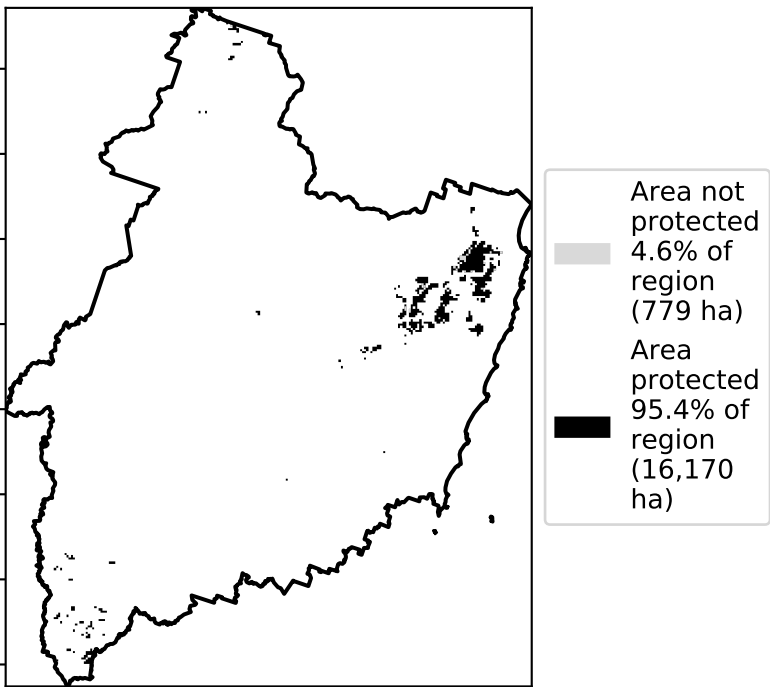 Area not
protected
4.6% of
region
(779 ha)
Area
protected
95.4% of
region
(16,170
ha)